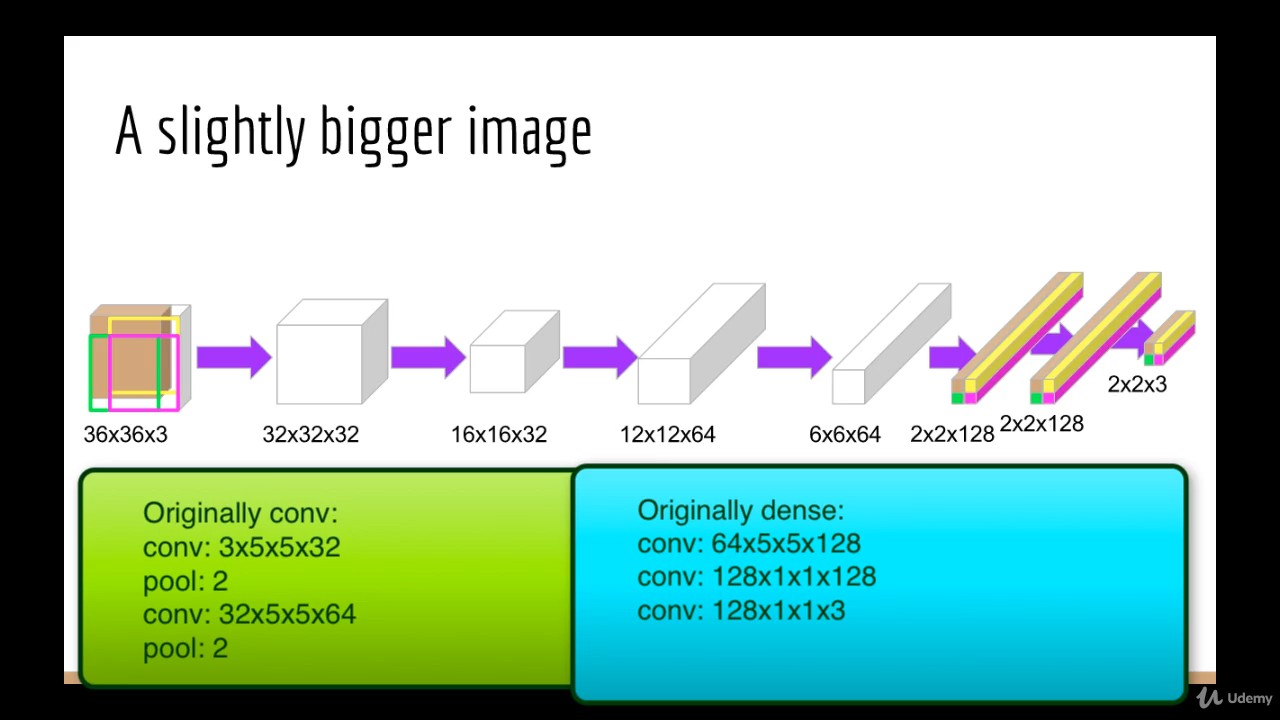 A slightly bigger image
36x36x3
32x32x32
16x16x32
12x12x64
6x6x64
2x2x128
2x2x128
2x2x3
Originally conv:
conv: 3x5x5x32
pool: 2
conv: 32x5x5x64
pool: 2
Originally dense:
conv: 64x5x5x128
conv: 128x1x1x128
conv: 128x1x1x3
Udemy